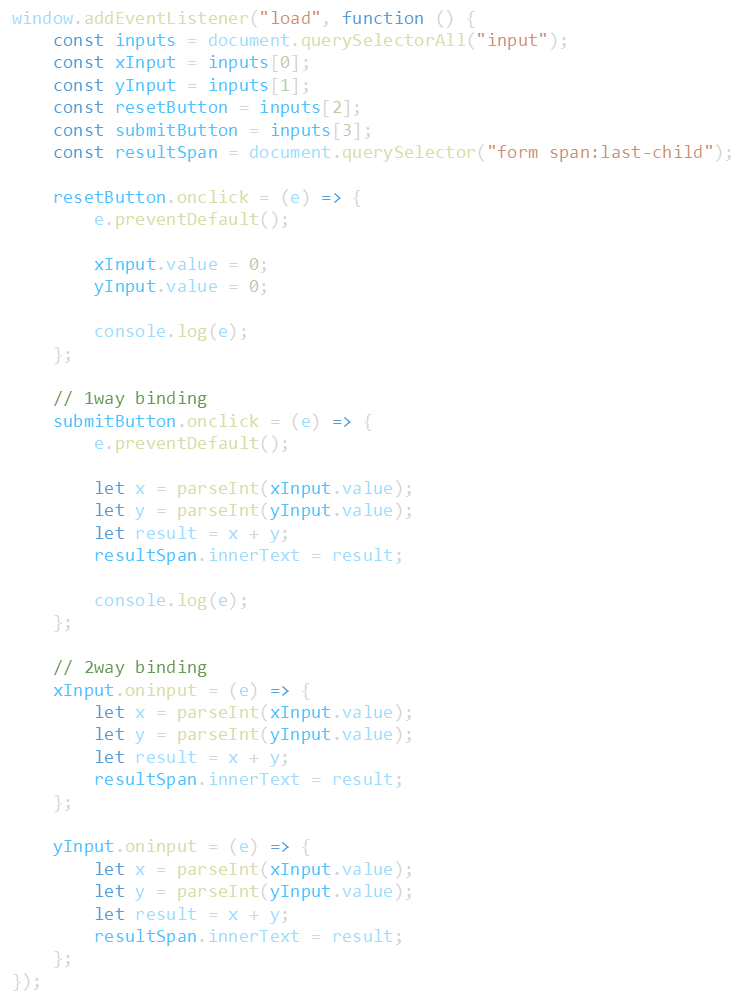 window.addEventListener("load", function () {
    const inputs = document.querySelectorAll("input");
    const xInput = inputs[0];
    const yInput = inputs[1];
    const resetButton = inputs[2];
    const submitButton = inputs[3];
    const resultSpan = document.querySelector("form span:last-child");

    resetButton.onclick = (e) => {
        e.preventDefault();

        xInput.value = 0;
        yInput.value = 0;

        console.log(e);
    };

    // 1way binding
    submitButton.onclick = (e) => {
        e.preventDefault();

        let x = parseInt(xInput.value);
        let y = parseInt(yInput.value);
        let result = x + y;
        resultSpan.innerText = result;

        console.log(e);
    };

    // 2way binding
    xInput.oninput = (e) => {
        let x = parseInt(xInput.value);
        let y = parseInt(yInput.value);
        let result = x + y;
        resultSpan.innerText = result;
    };

    yInput.oninput = (e) => {
        let x = parseInt(xInput.value);
        let y = parseInt(yInput.value);
        let result = x + y;
        resultSpan.innerText = result;
    };
});